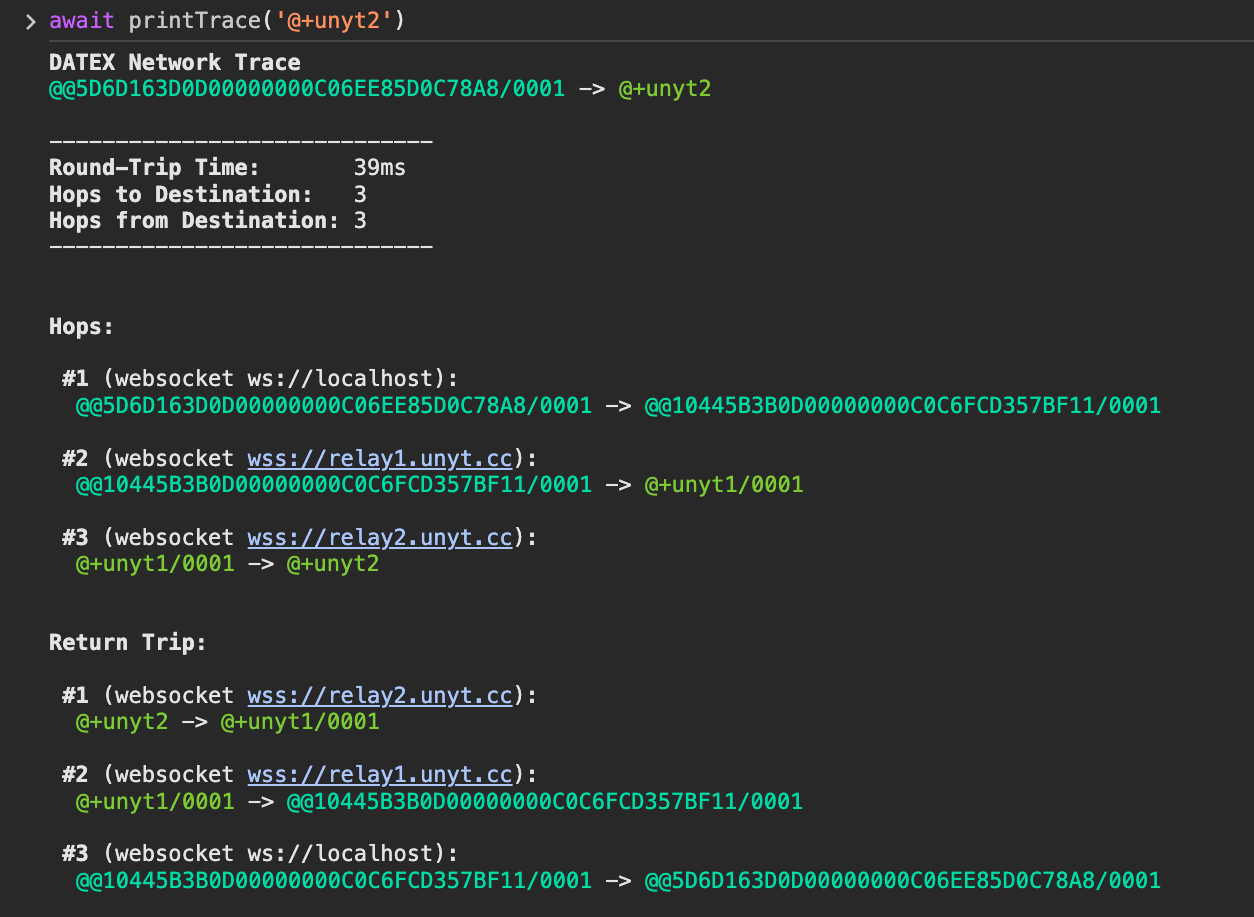 > await printTrace('@+unyt2')
DATEX Network Trace
@@5D6D163D0D00000000C06EE85D0C78A8/0001 —> @+unyt2
—————————————————————————————
Round-Trip Time: 39ms
Hops to Destination: 3
Hops from Destination: 3
—————————————————————————————
Hops:
#1 (websocket ws://localhost):
@@5D6D163D0D00000000C06EE85D0C78A8/0001 —> @@10445B3B0D00000000C0C6FCD357BF11/0001
#2 (websocket wss://relay1.unyt.cc):
@@10445B3B0D00000000C0C6FCD357BF11/0001 —> @+unyt1/0001
#3 (websocket wss://relay2.unyt.cc):
@+unyt1/0001 —> @+unyt2
Return Trip:
#1 (websocket wss://relay2.unyt.cc):
@+unyt2 —> @+unyt1/0001
#2 (websocket wss://relay1.unyt.cc):
@+unyt1/0001 —> @@10445B3B0D00000000C0C6FCD357BF11/0001
#3 (websocket ws://localhost):
@@10445B3B0D00000000C0C6FCD357BF11/0001 —> @@5D6D163D0D00000000C06EE85D0C78A8/0001